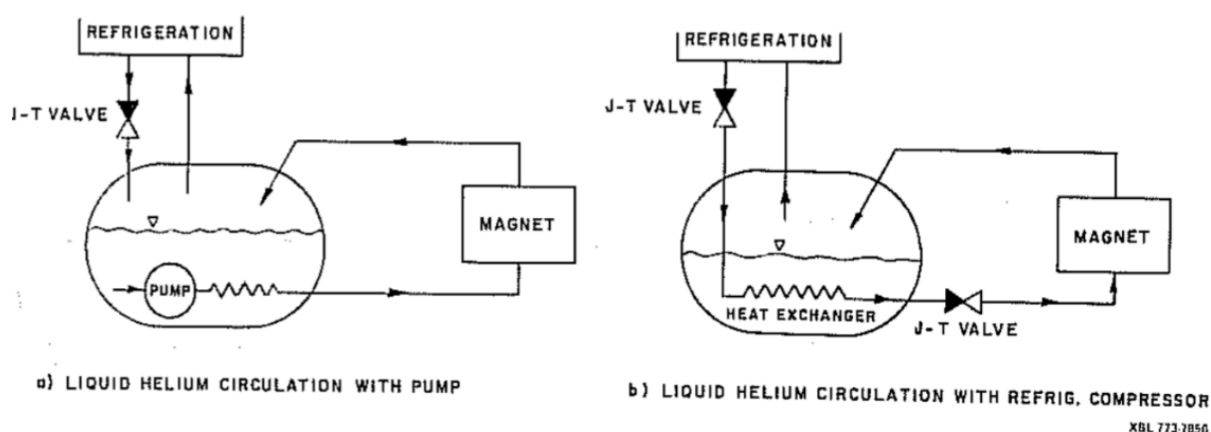 REFRIGERATION
J-T VALVE
PUMP
MAGNET
a) LIQUID HELIUM CIRCULATION WITH PUMP
REFRIGERATION
J-T VALVE
HEAT EXCHANGER
J-T VALVE
MAGNET
b) LIQUID HELIUM CIRCULATION WITH REFRIG, COMPRESSOR
XBL 773-7850